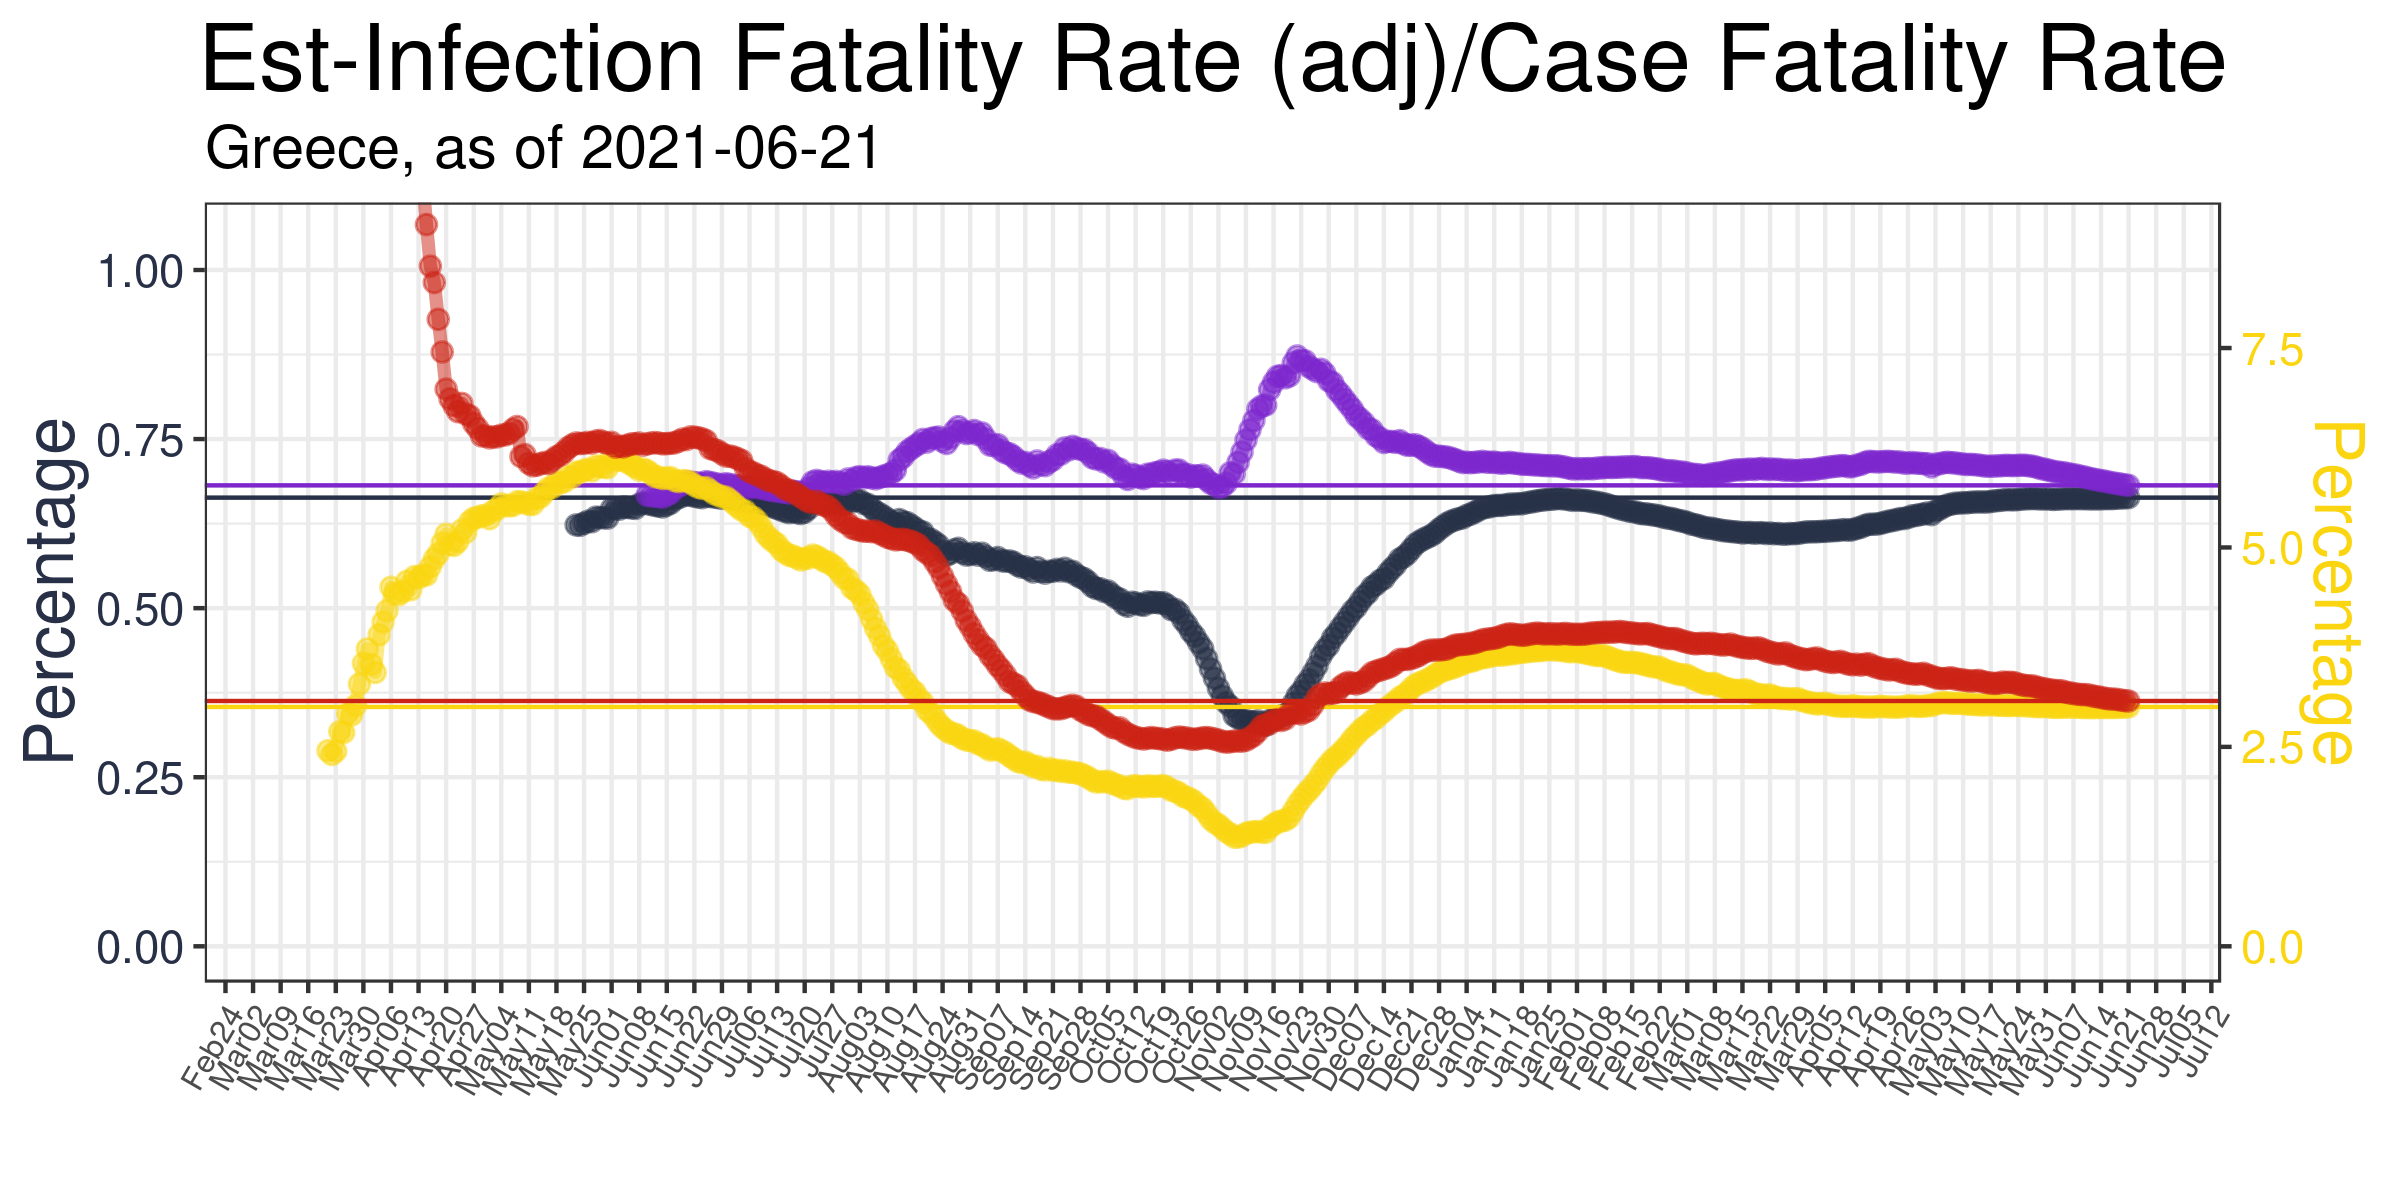 Est-Infection Fatality Rate (adj)/Case Fatality Rate
Greece, as of 2021-06-21
Percentage
1.00
0.75
0.50
0.25
0.00
7.5
5.0
2.5
0.0
Percentage
Feb24
Mar02
Mar09
Mar16
Mar23
Mar30
Apr06
Apr13
Apr20
Apr27
May04
May11
May18
May25
Jun01
Jun08
Jun15
Jun22
Jun29
Jul06
Jul13
Jul20
Jul27
Aug03
Aug10
Aug17
Aug24
Aug31
Sep07
Sep14
Sep21
Sep28
Oct05
Oct12
Oct19
Oct26
Nov02
Nov09
Nov16
Nov23
Nov30
Dec07
Dec14
Dec21
Dec28
Jan04
Jan11
Jan18
Jan25
Feb01
Feb08
Feb15
Feb22
Mar01
Mar08
Mar15
Mar22
Mar29
Apr05
Apr12
Apr19
Apr26
May03
May10
May17
May24
May31
Jun07
Jun14
Jun21
Jun28
Jul05
Jul12